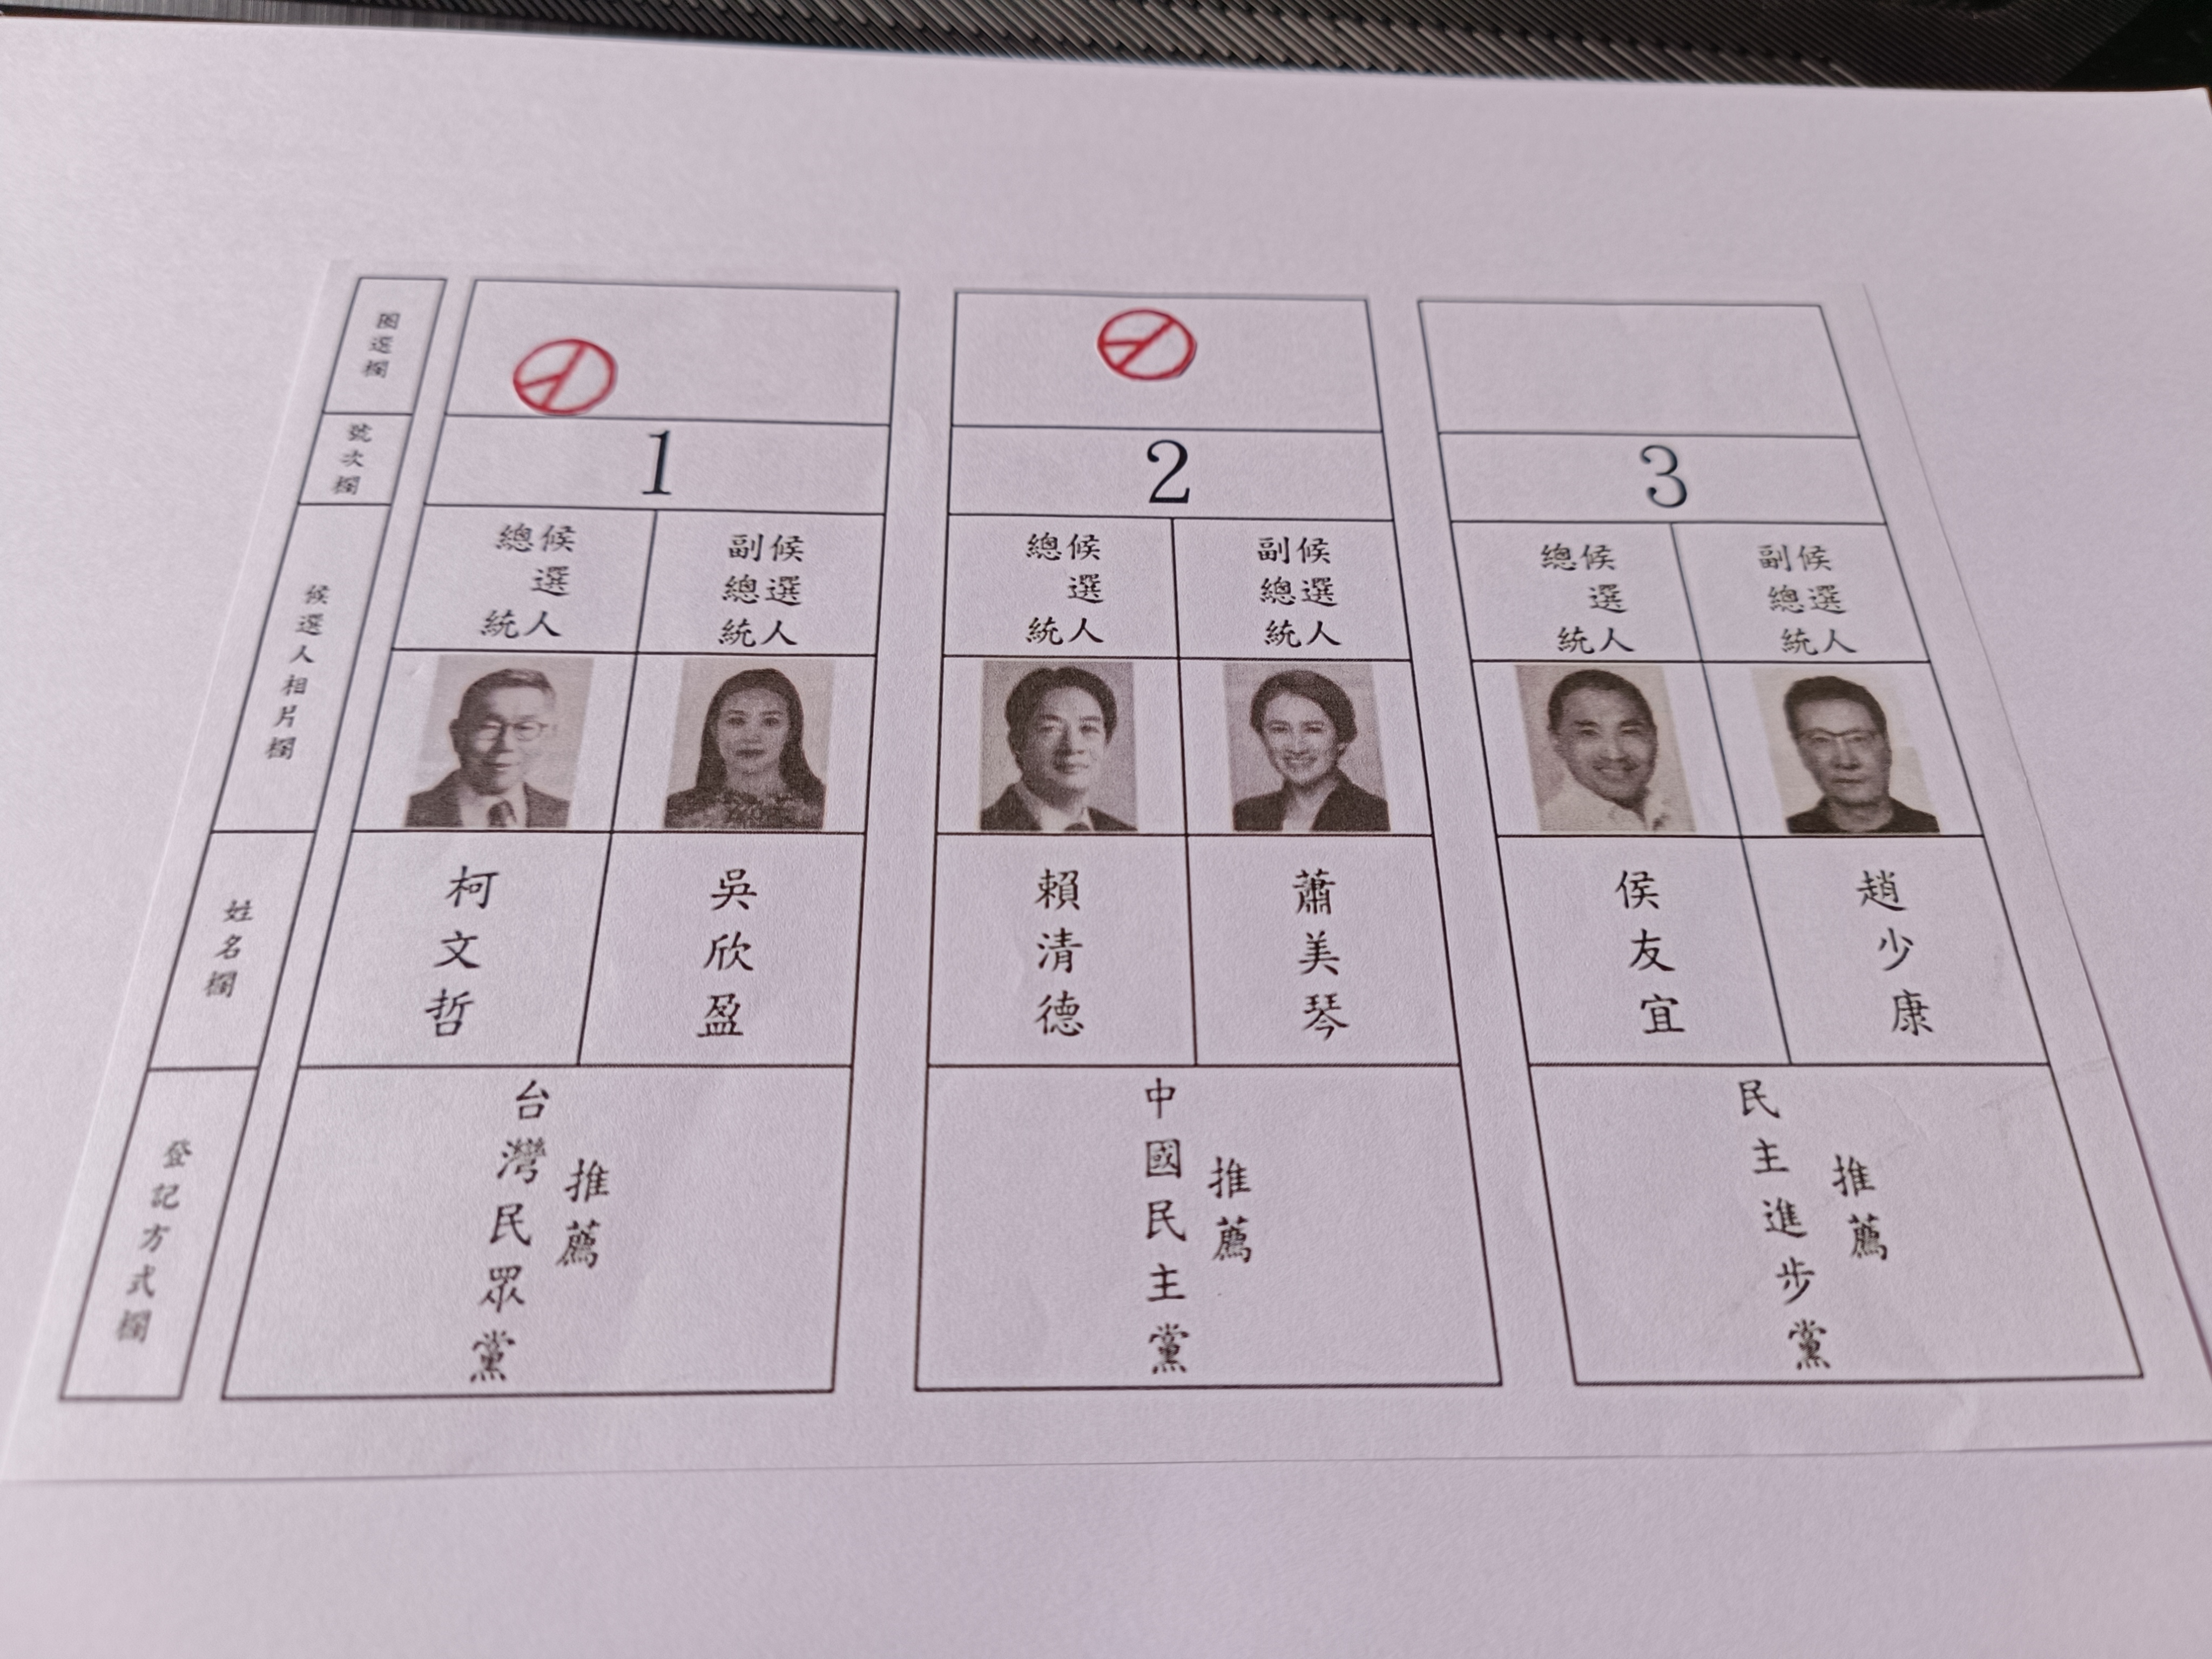 圈選欄
號次欄
候選人相片欄
姓名欄
登記方式欄
1
總統
候選人
副總統
候選人
柯文哲
吳欣盈
台灣民眾黨
推薦
2
總統
候選人
副總統
候選人
賴清德
蕭美琴
中國民主黨
推薦
3
總統
候選人
副總統
候選人
侯友宜
趙少康
民主進步黨
推薦